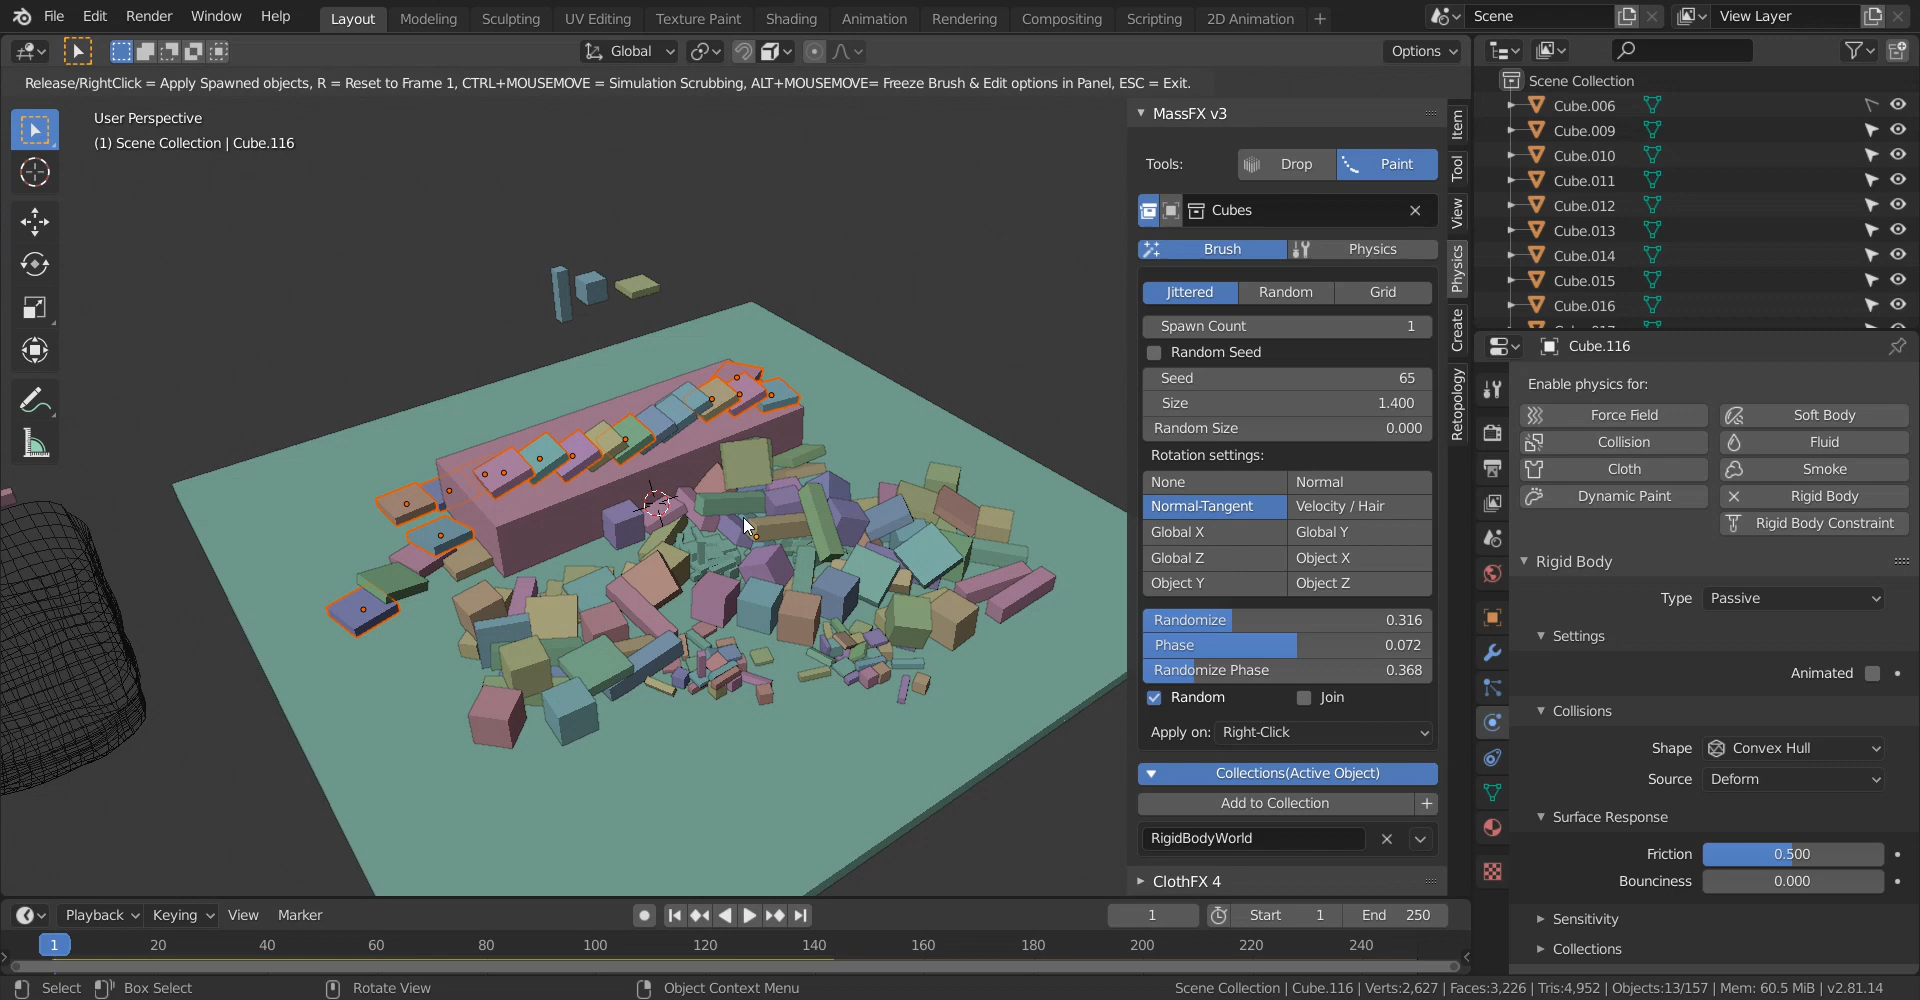 File Edit Render Window Help Layout Modeling Sculpting UV Editing Texture Paint Shading Animation Rendering Compositing Scripting 2D Animation + Scene View Layer
Global Options
Release/RightClick = Apply Spawned objects, R = Reset to Frame 1, CTRL+MOUSEMOVE = Simulation Scrubbing, ALT+MOUSEMOVE= Freeze Brush & Edit options in Panel, ESC = Exit.
User Perspective
(1) Scene Collection | Cube.116
MassFX v3
Tools: Drop Paint
Cubes
Brush Physics
Jittered Random Grid
Spawn Count 1
Random Seed
Seed 65
Size 1.400
Random Size 0.000
Rotation settings:
None Normal
Normal-Tangent Velocity / Hair
Global X Global Y
Global Z Object X
Object Y Object Z
Randomize 0.316
Phase 0.072
Randomize Phase 0.368
Random Join
Apply on: Right-Click
Collections(Active Object)
Add to Collection +
RigidBodyWorld
ClothFX 4
Item
Tool
View
Physics
Create
Retopology
Scene Collection
Cube.006
Cube.009
Cube.010
Cube.011
Cube.012
Cube.013
Cube.014
Cube.015
Cube.016
Cube.017
Cube.116
Enable physics for:
Force Field Soft Body
Collision Fluid
Cloth Smoke
Dynamic Paint Rigid Body
Rigid Body Constraint
Rigid Body
Type Passive
Settings
Animated
Collisions
Shape Convex Hull
Source Deform
Surface Response
Friction 0.500
Bounciness 0.000
Sensitivity
Collections
Playback Keying View Marker 1 Start 1 End 250
1 20 40 60 80 100 120 140 160 180 200 220 240
Select Box Select Rotate View Object Context Menu Scene Collection | Cube.116 | Verts:2,627 | Faces:3,226 | Tris:4,952 | Objects:13/157 | Mem: 60.5 MiB | v2.81.14